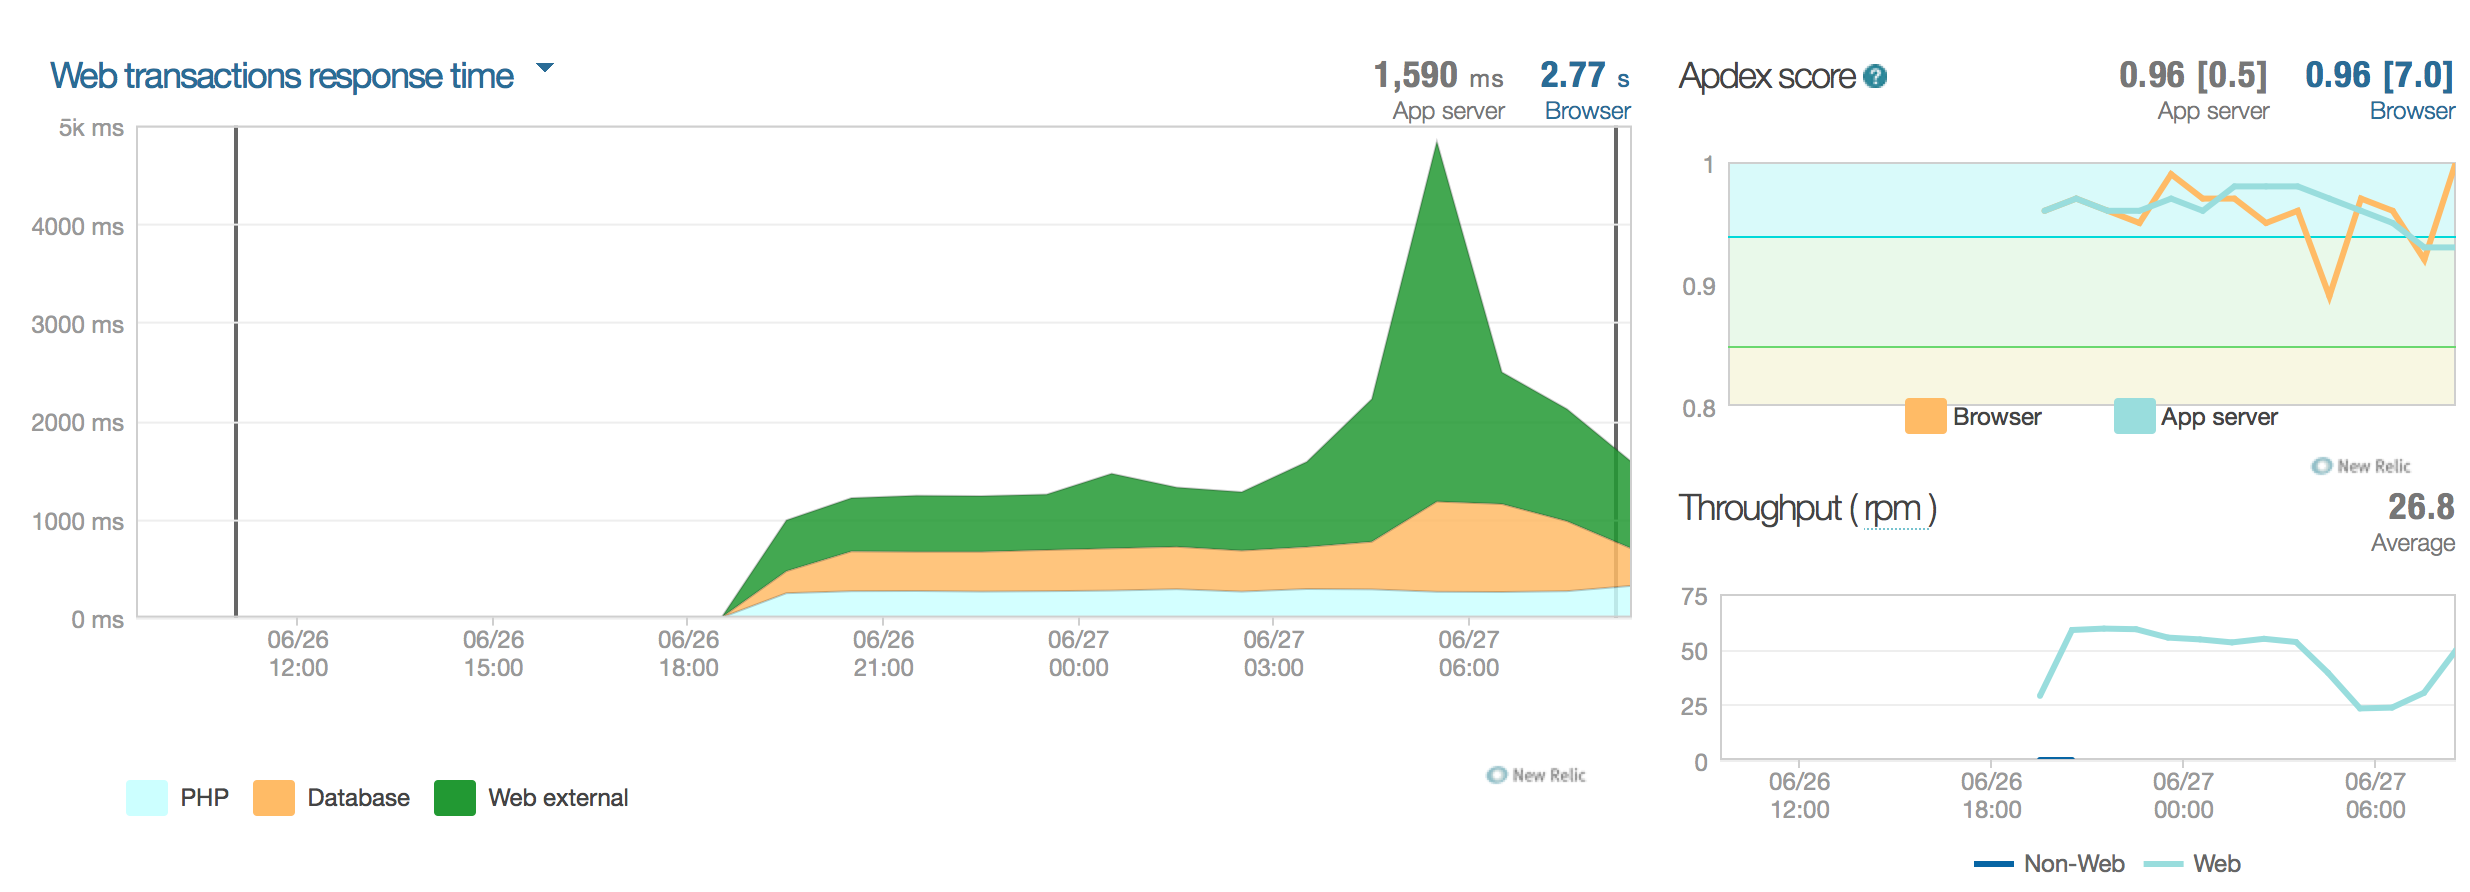 Web transactions response time
1,590 ms
App server
2.77 s
Browser
5k ms
4000 ms
3000 ms
2000 ms
1000 ms
0 ms
06/26 12:00
06/26 15:00
06/26 18:00
06/26 21:00
06/27 00:00
06/27 03:00
06/27 06:00
New Relic
PHP
Database
Web external
Apdex score ?
0.96 [0.5]
App server
0.96 [7.0]
Browser
1
0.9
0.8
Browser
App server
New Relic
Throughput ( rpm )
26.8
Average
75
50
25
0
06/26 12:00
06/26 18:00
06/27 00:00
06/27 06:00
Non-Web
Web